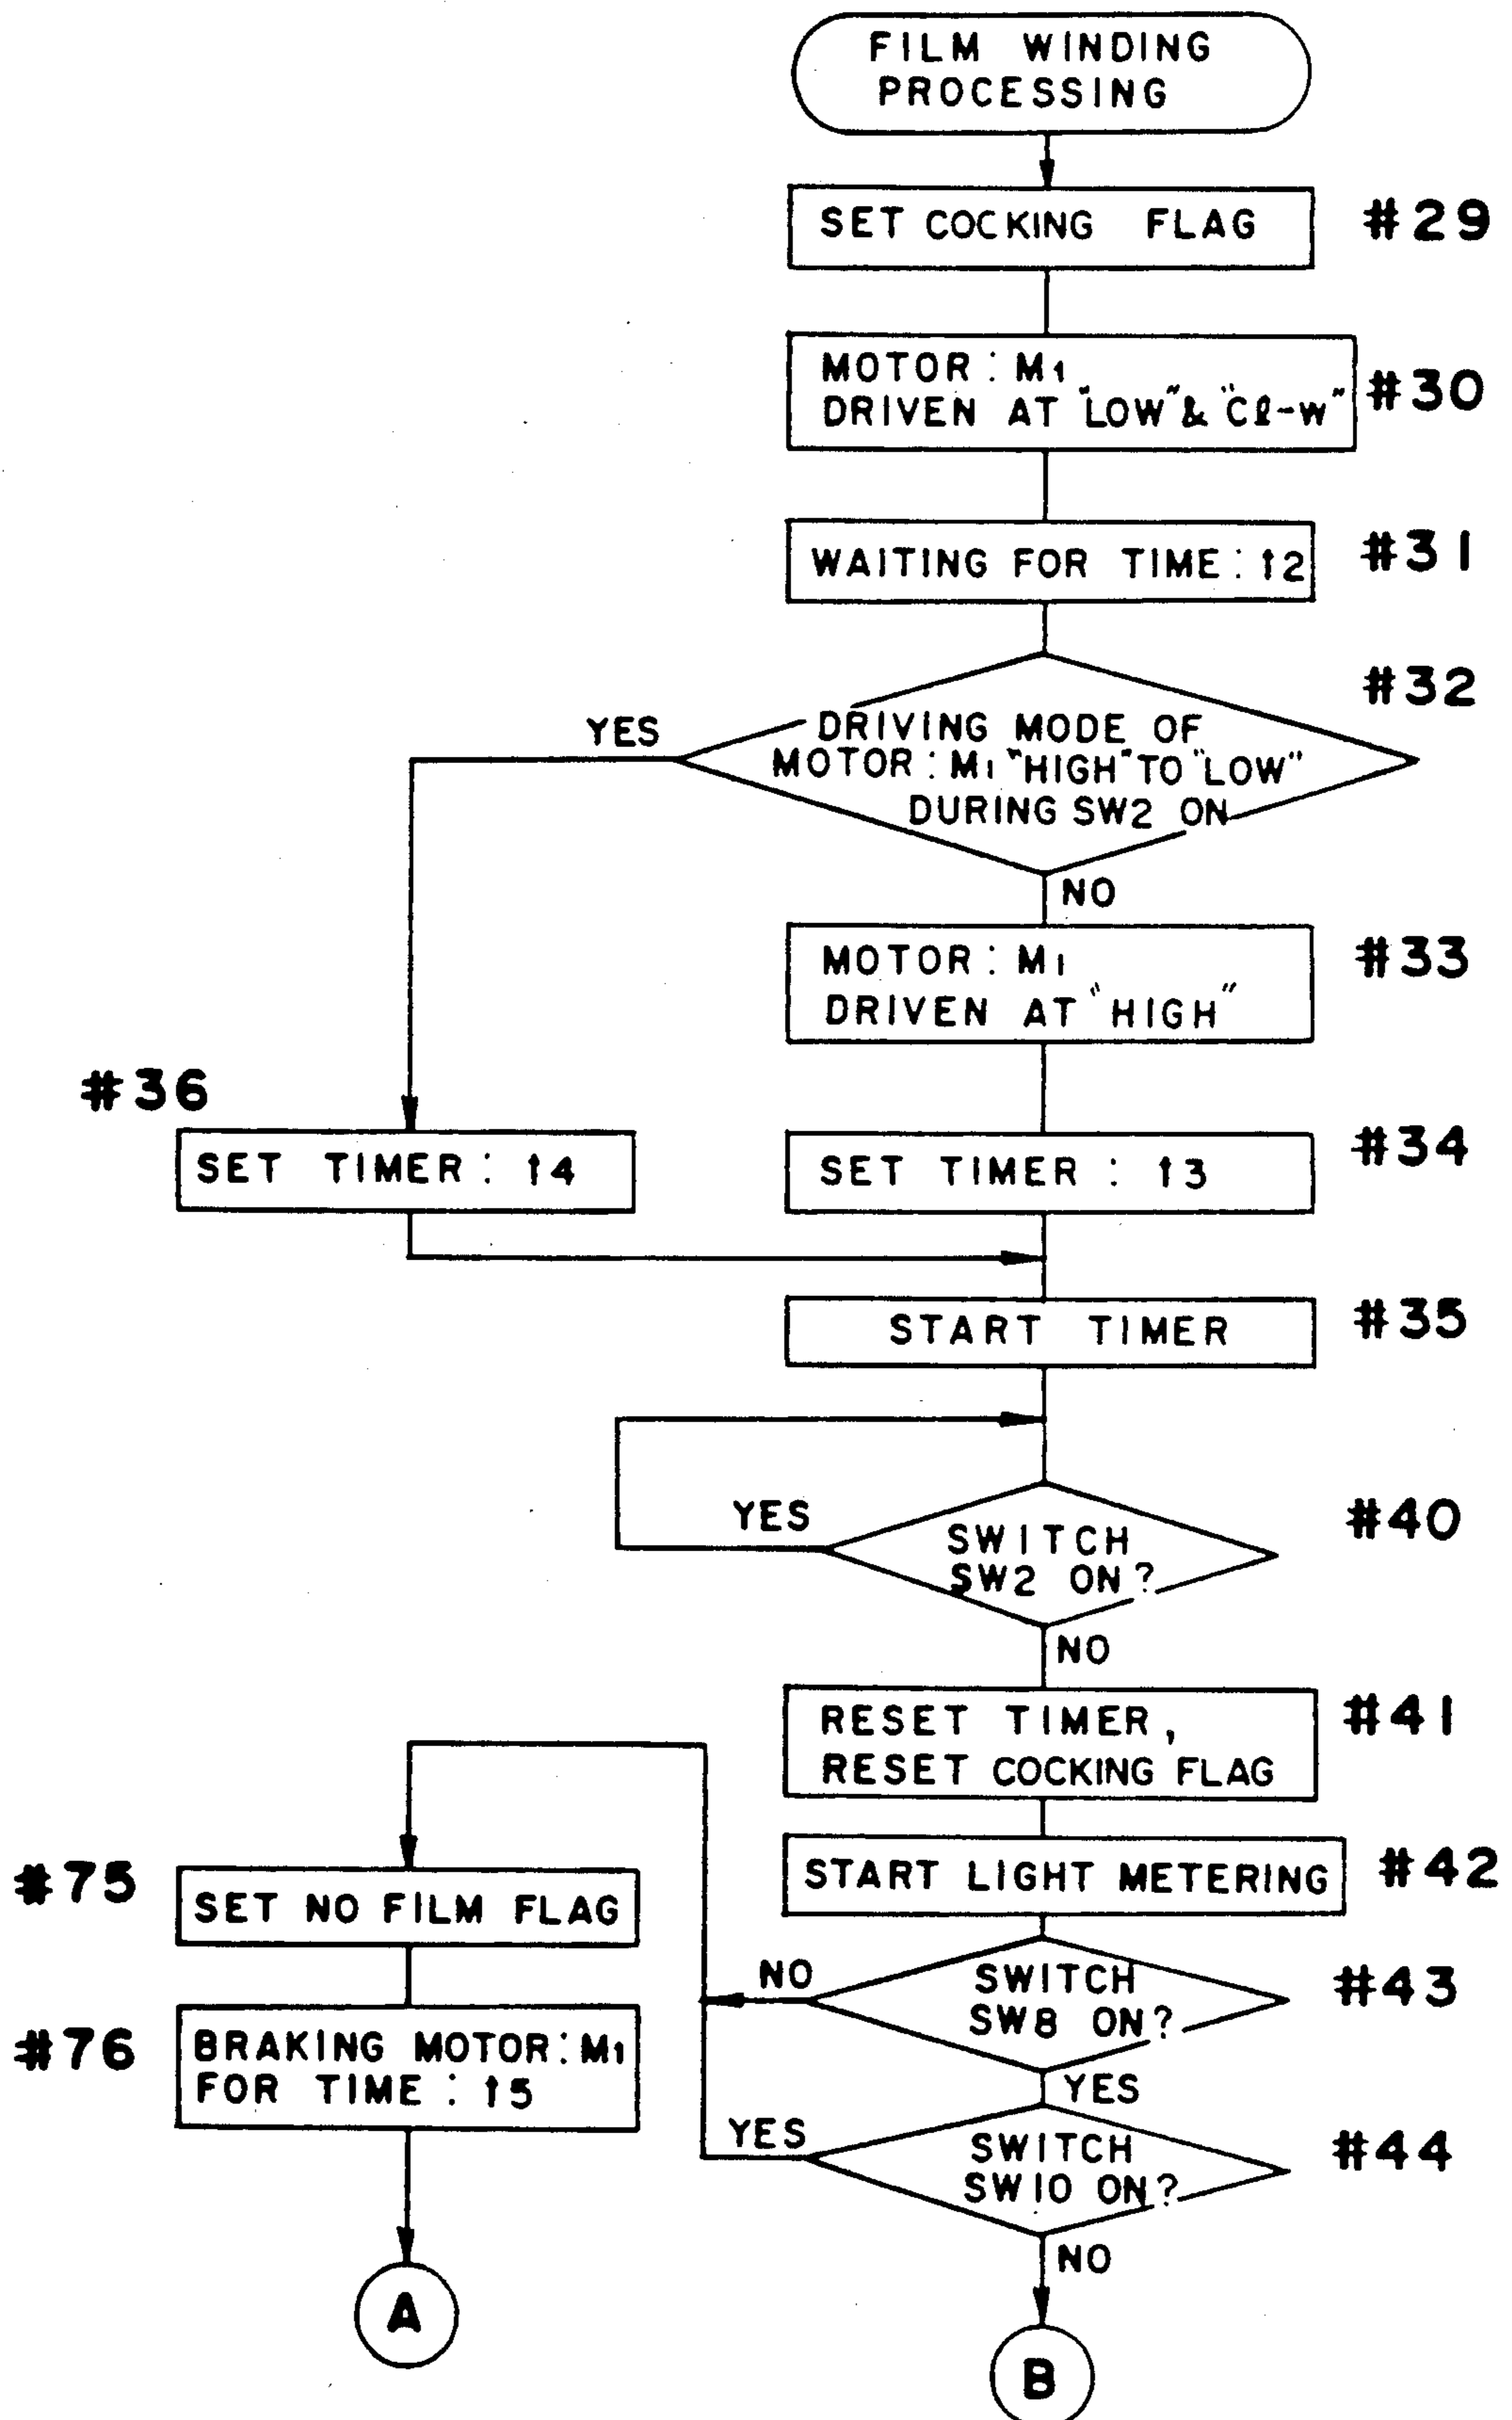 FILM WINDING
PROCESSING
SET COCKING FLAG
#29
MOTOR : M1
DRIVEN AT "LOW" & "Cℓ-w"
#30
WAITING FOR TIME : t2
#31
#32
YES
DRIVING MODE OF
MOTOR : M1 "HIGH" TO "LOW"
DURING SW2 ON
NO
MOTOR : M1
DRIVEN AT "HIGH"
#33
#36
SET TIMER : t4
SET TIMER : t3
#34
START TIMER
#35
YES
SWITCH
SW2 ON?
#40
NO
RESET TIMER,
RESET COCKING FLAG
#41
START LIGHT METERING
#42
#75
SET NO FILM FLAG
NO
SWITCH
SW8 ON?
#43
#76
BRAKING MOTOR : M1
FOR TIME : t5
YES
YES
SWITCH
SW10 ON?
#44
NO
A
B